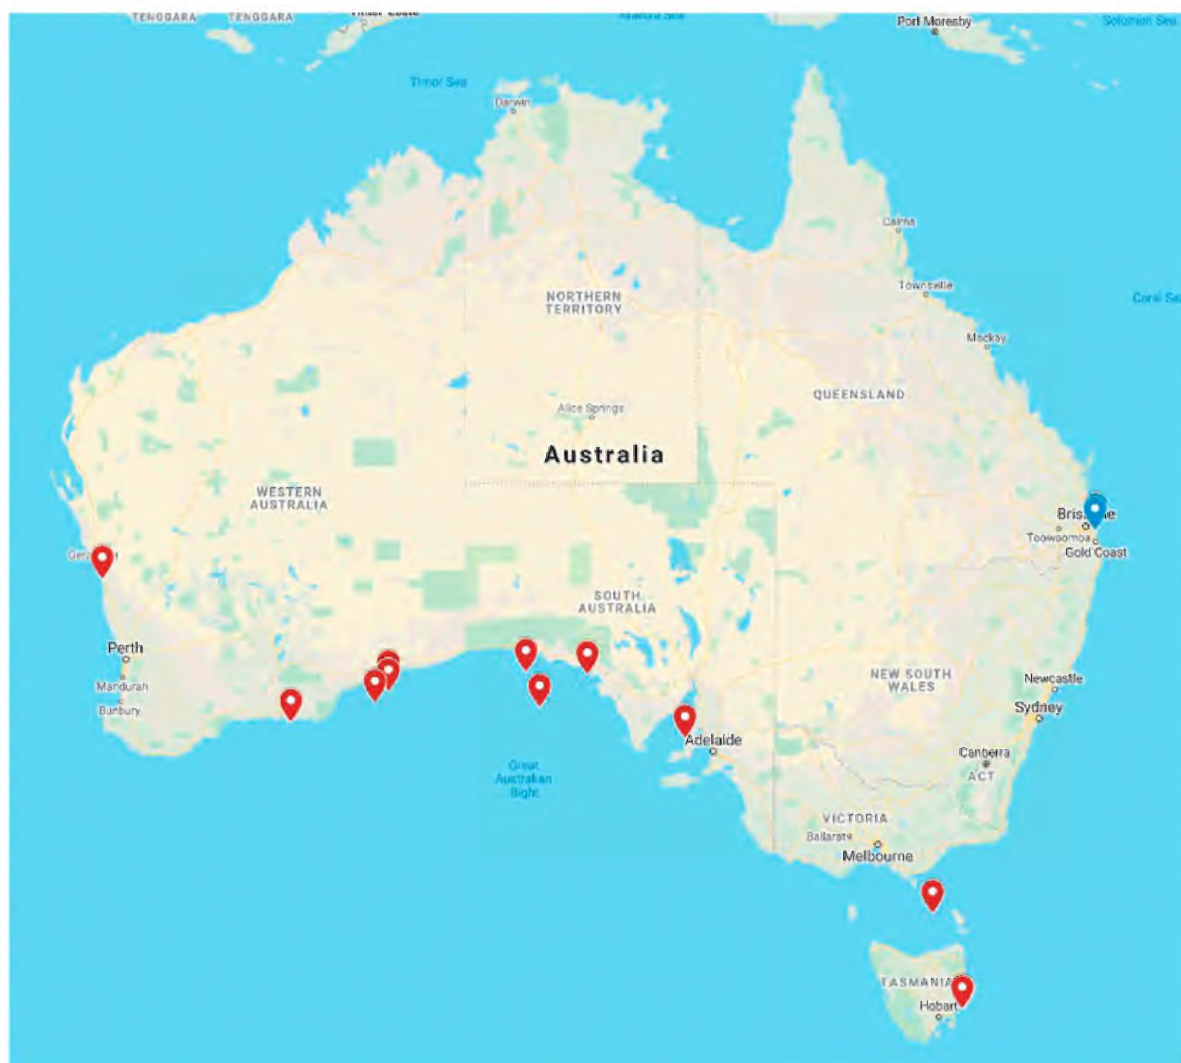 TENGGARA
TENGGARA
Port Moresby
Solomon Sea
Timor Sea
Darwin
Cairns
Townsville
Mackay
NORTHERN
TERRITORY
QUEENSLAND
Alice Springs
Australia
WESTERN
AUSTRALIA
Toowoomba
Gold Coast
SOUTH
AUSTRALIA
Perth
Mandurah
Bunbury
NEW SOUTH
WALES
Newcastle
Sydney
Adelaide
Canberra
ACT
Great
Australian
Bight
VICTORIA
Ballarat
Melbourne
TASMANIA
Hobart